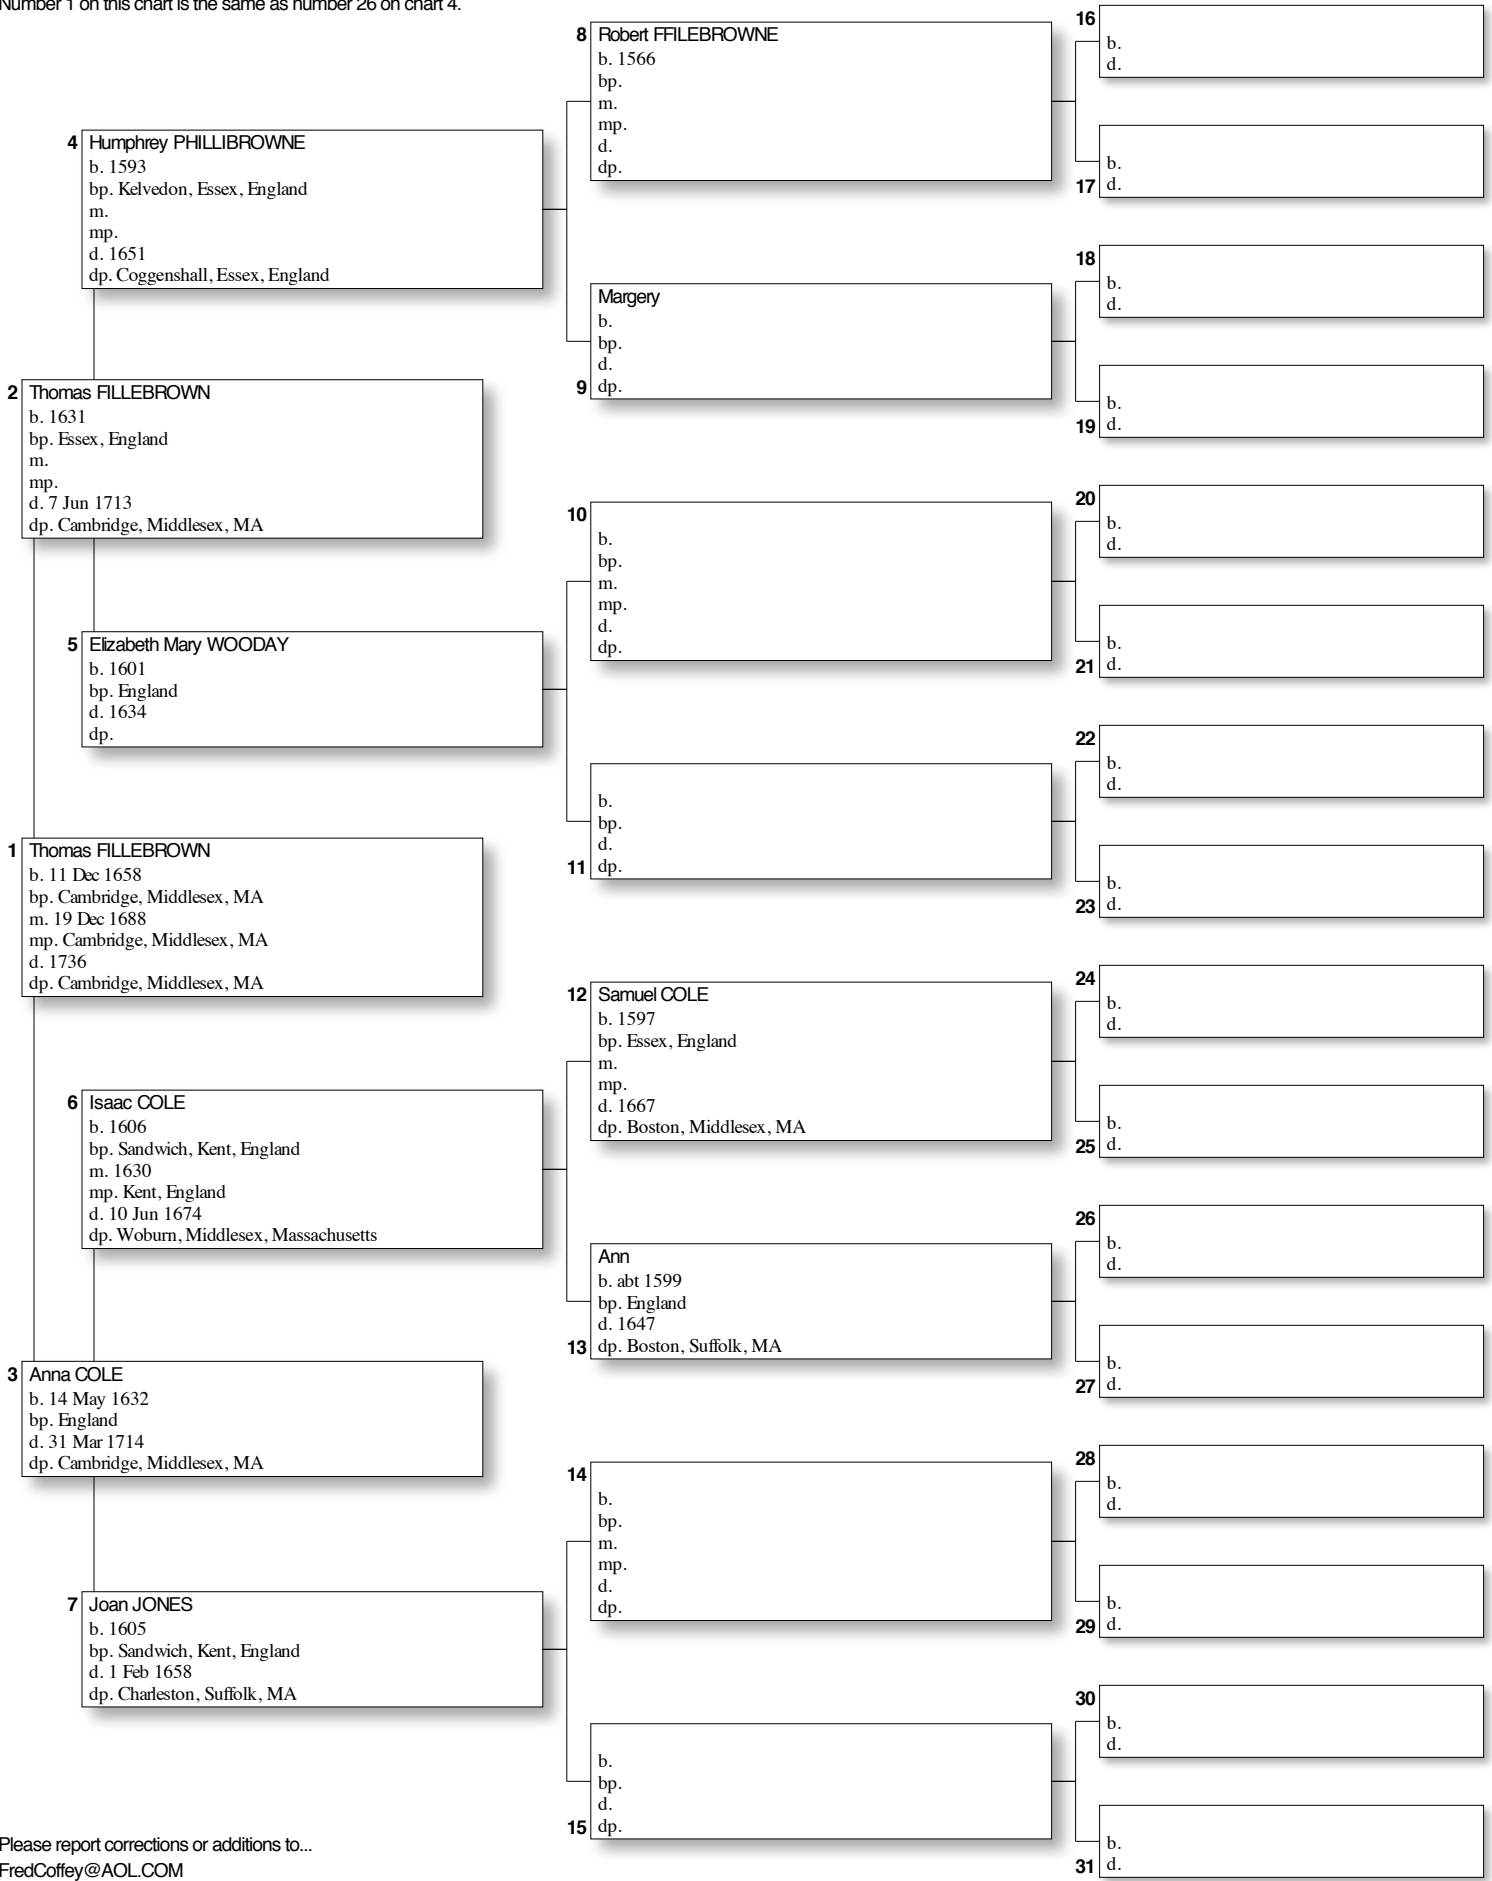 Number 1 on this chart is the same as number 26 on chart 4.
8 Robert FFILEBROWNE
b. 1566
bp.
m.
mp.
d.
dp.
16
b.
d.
b.
17 d.
4 Humphrey PHILLIBROWNE
b. 1593
bp. Kelvedon, Essex, England
m.
mp.
d. 1651
dp. Coggenshall, Essex, England
Margery
b.
bp.
d.
9 dp.
18
b.
d.
b.
19 d.
2 Thomas FILLEBROWN
b. 1631
bp. Essex, England
m.
mp.
d. 7 Jun 1713
dp. Cambridge, Middlesex, MA
10
b.
bp.
m.
mp.
d.
dp.
20
b.
d.
b.
21 d.
5 Elizabeth Mary WOODAY
b. 1601
bp. England
d. 1634
dp.
b.
bp.
d.
11 dp.
22
b.
d.
b.
23 d.
1 Thomas FILLEBROWN
b. 11 Dec 1658
bp. Cambridge, Middlesex, MA
m. 19 Dec 1688
mp. Cambridge, Middlesex, MA
d. 1736
dp. Cambridge, Middlesex, MA
12 Samuel COLE
b. 1597
bp. Essex, England
m.
mp.
d. 1667
dp. Boston, Middlesex, MA
24
b.
d.
b.
25 d.
6 Isaac COLE
b. 1606
bp. Sandwich, Kent, England
m. 1630
mp. Kent, England
d. 10 Jun 1674
dp. Woburn, Middlesex, Massachusetts
Ann
b. abt 1599
bp. England
d. 1647
13 dp. Boston, Suffolk, MA
26
b.
d.
b.
27 d.
3 Anna COLE
b. 14 May 1632
bp. England
d. 31 Mar 1714
dp. Cambridge, Middlesex, MA
14
b.
bp.
m.
mp.
d.
dp.
28
b.
d.
b.
29 d.
7 Joan JONES
b. 1605
bp. Sandwich, Kent, England
d. 1 Feb 1658
dp. Charleston, Suffolk, MA
b.
bp.
d.
15 dp.
30
b.
d.
b.
31 d.
Please report corrections or additions to...
FredCoffey@AOL.COM